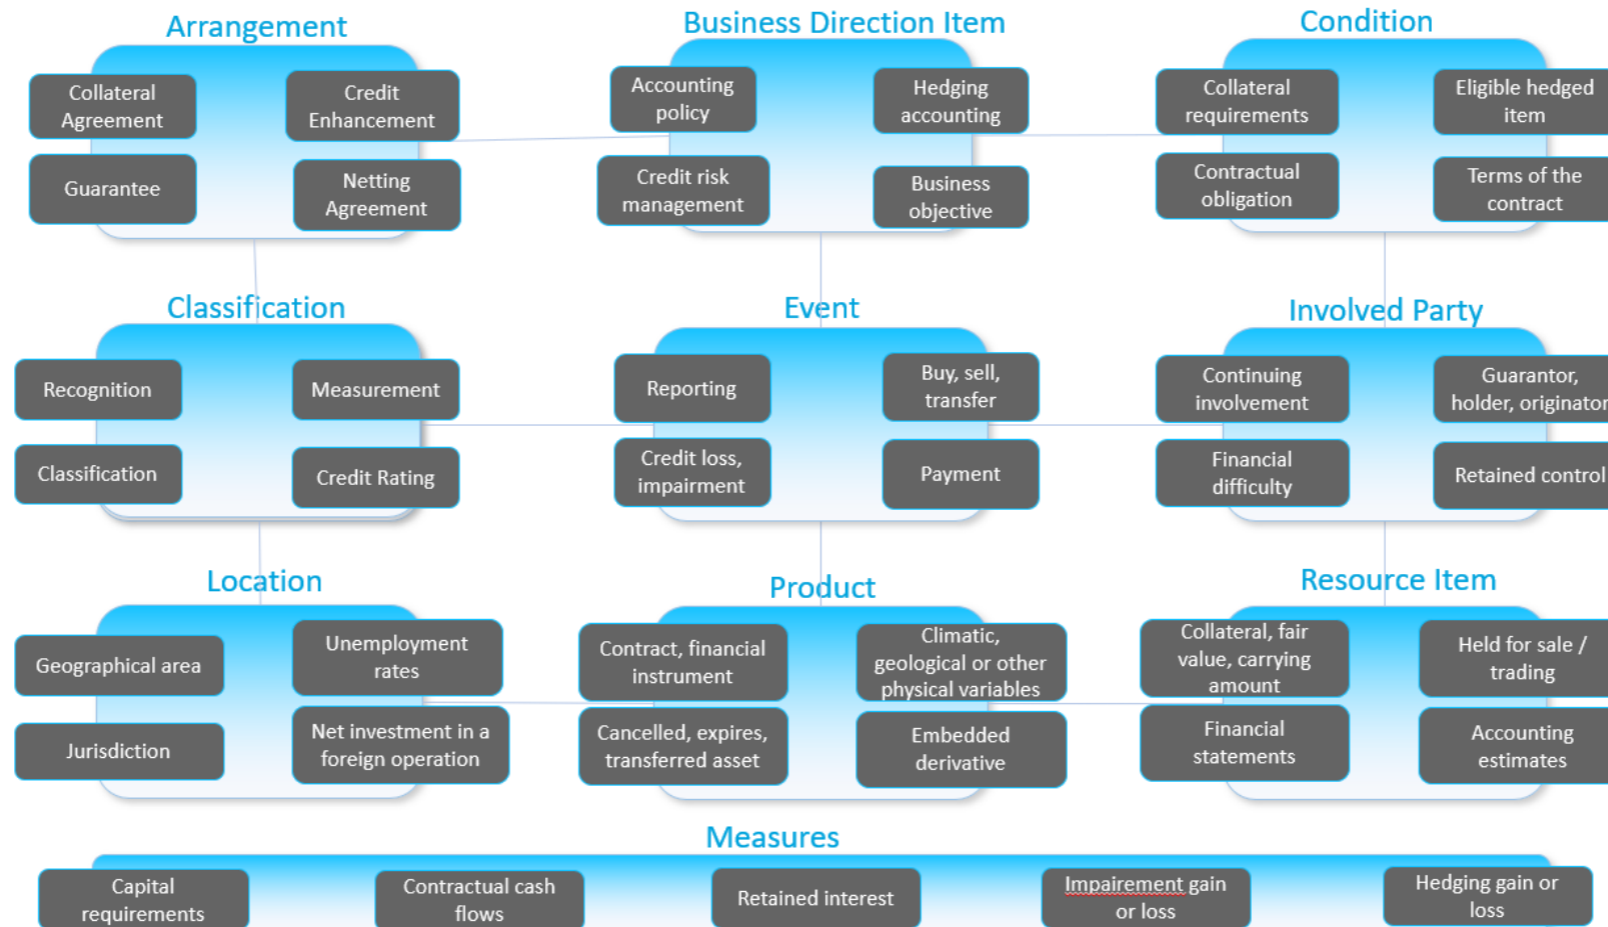 Arrangement
Collateral
Agreement
Credit
Enhancement
Guarantee
Netting
Agreement
Business Direction Item
Accounting
policy
Hedging
accounting
Credit risk
management
Business
objective
Condition
Collateral
requirements
Eligible hedged
item
Contractual
obligation
Terms of the
contract
Classification
Recognition
Measurement
Classification
Credit Rating
Event
Reporting
Buy, sell,
transfer
Credit loss,
impairment
Payment
Involved Party
Continuing
involvement
Guarantor,
holder, originator
Financial
difficulty
Retained control
Location
Geographical area
Unemployment
rates
Jurisdiction
Net investment in a
foreign operation
Product
Contract, financial
instrument
Climatic,
geological or other
physical variables
Cancelled, expires,
transferred asset
Embedded
derivative
Resource Item
Collateral, fair
value, carrying
amount
Held for sale /
trading
Financial
statements
Accounting
estimates
Measures
Capital
requirements
Contractual cash
flows
Retained interest
Impairement gain
or loss
Hedging gain or
loss